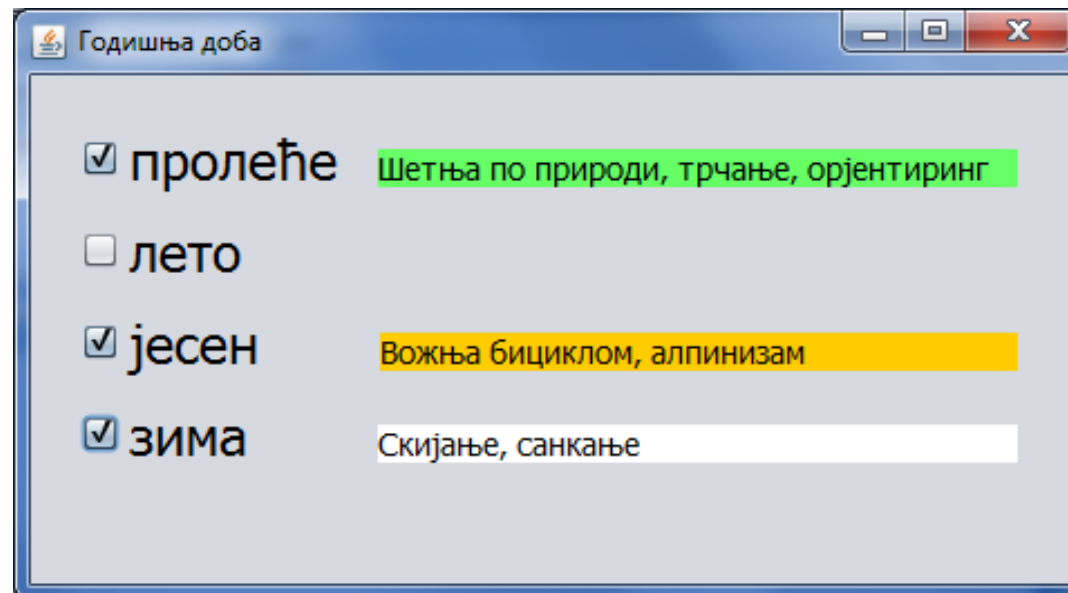 Годишња доба
пролеће Шетња по природи, трчање, орјентиринг
лето
јесен Вожња бициклом, алпинизам
зима Скијање, санкање